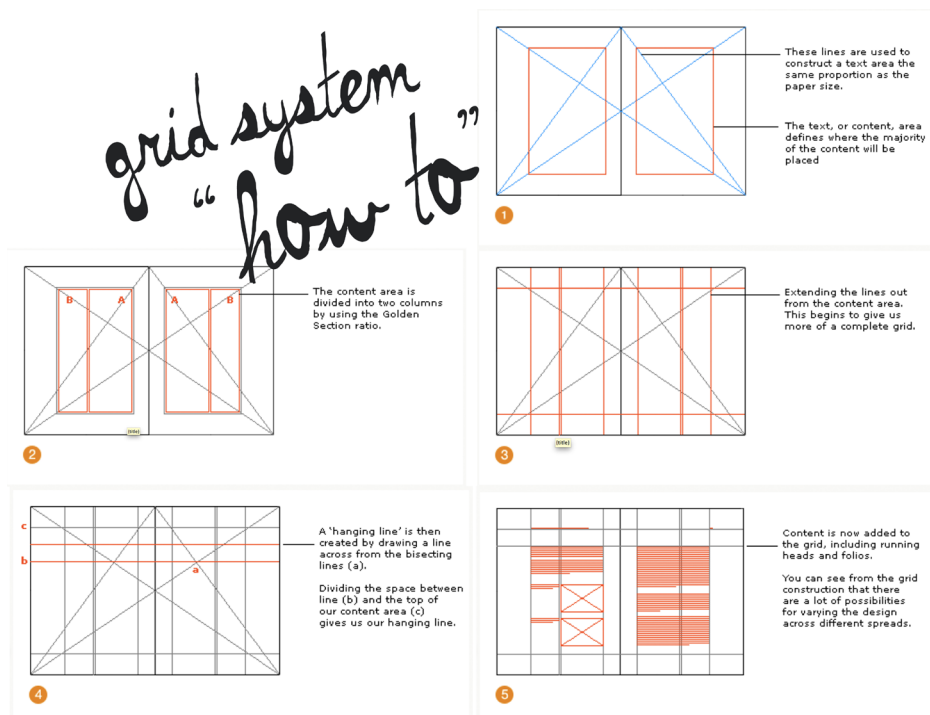 grid system
“how to”
These lines are used to
construct a text area the
same proportion as the
paper size.
The text, or content, area
defines where the majority
of the content will be
placed
1
B A A B
The content area is
divided into two columns
by using the Golden
Section ratio.
[title]
2
Extending the lines out
from the content area.
This begins to give us
more of a complete grid.
[title]
3
c
b
a
A ‘hanging line’ is then
created by drawing a line
across from the bisecting
lines (a).
Dividing the space between
line (b) and the top of
our content area (c)
gives us our hanging line.
4
Content is now added to
the grid, including running
heads and folios.
You can see from the grid
construction that there
are a lot of possibilities
for varying the design
across different spreads.
5